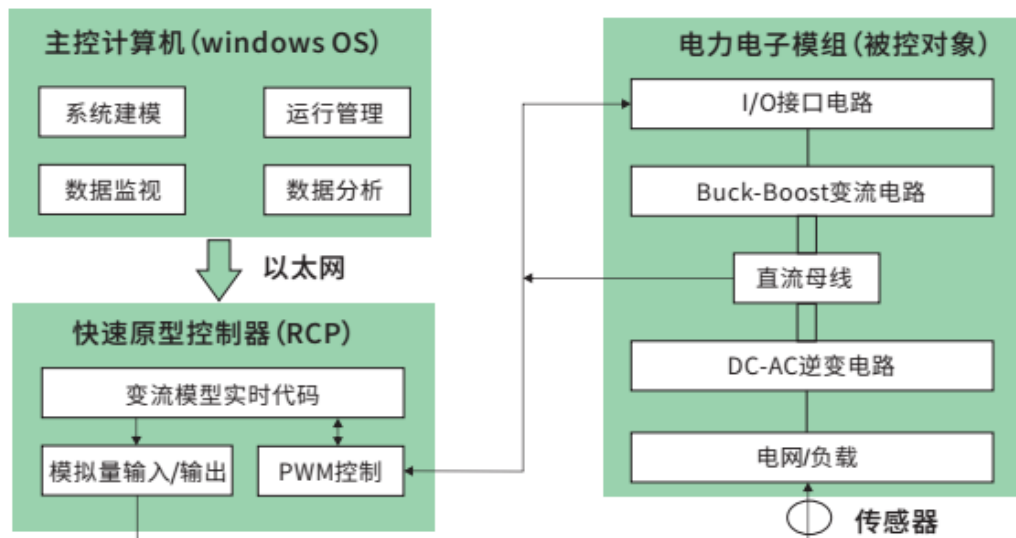 主控计算机(windows OS)
系统建模
运行管理
数据监视
数据分析
以太网
快速原型控制器(RCP)
变流模型实时代码
模拟量输入/输出
PWM控制
电力电子模组(被控对象)
I/O接口电路
Buck-Boost变流电路
直流母线
DC-AC逆变电路
电网/负载
传感器